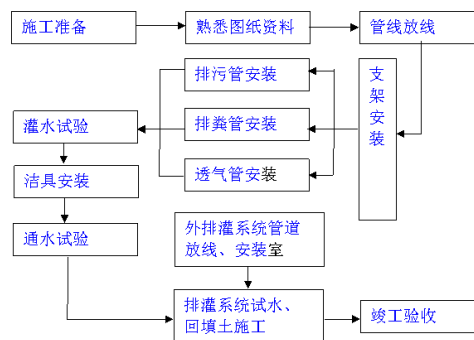 施工准备
熟悉图纸资料
管线放线
支架安装
排污管安装
排粪管安装
透气管安装
灌水试验
洁具安装
通水试验
外排灌系统管道
放线、安装室
排灌系统试水、
回填土施工
竣工验收